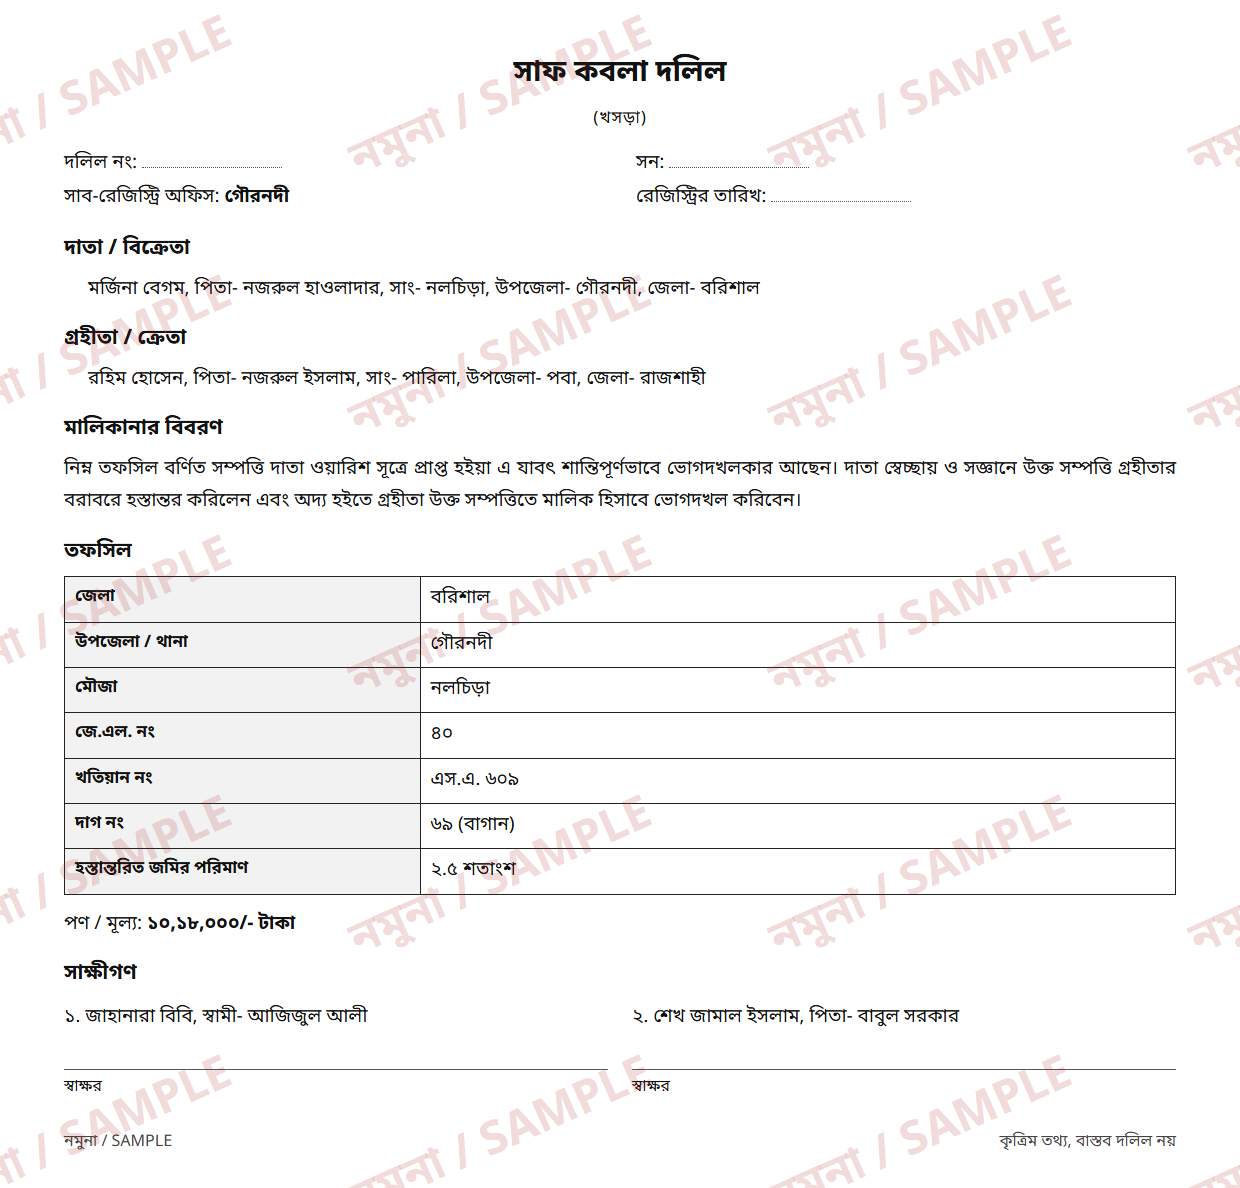 সাফ কবলা দলিল
(খসড়া)
দলিল নং: সন:
সাব-রেজিস্ট্রি অফিস: গৌরনদী রেজিস্ট্রির তারিখ:
দাতা / বিক্রেতা
মর্জিনা বেগম, পিতা- নজরুল হাওলাদার, সাং- নলচিড়া, উপজেলা- গৌরনদী, জেলা- বরিশাল
গ্রহীতা / ক্রেতা
রহিম হোসেন, পিতা- নজরুল ইসলাম, সাং- পারিলা, উপজেলা- পবা, জেলা- রাজশাহী
মালিকানার বিবরণ
নিম্ন তফসিল বর্ণিত সম্পত্তি দাতা ওয়ারিশ সূত্রে প্রাপ্ত হইয়া এ যাবৎ শান্তিপূর্ণভাবে ভোগদখলকার আছেন। দাতা স্বেচ্ছায় ও সজ্ঞানে উক্ত সম্পত্তি গ্রহীতার
বরাবরে হস্তান্তর করিলেন এবং অদ্য হইতে গ্রহীতা উক্ত সম্পত্তিতে মালিক হিসাবে ভোগদখল করিবেন।
তফসিল
জেলা বরিশাল
উপজেলা / থানা গৌরনদী
মৌজা নলচিড়া
জে.এল. নং ৪০
খতিয়ান নং এস.এ. ৬০৯
দাগ নং ৬৯ (বাগান)
হস্তান্তরিত জমির পরিমাণ ২.৫ শতাংশ
পণ / মূল্য: ১০,১৮,০০০/- টাকা
সাক্ষীগণ
১. জাহানারা বিবি, স্বামী- আজিজুল আলী ২. শেখ জামাল ইসলাম, পিতা- বাবুল সরকার
স্বাক্ষর স্বাক্ষর
নমুনা / SAMPLE কৃত্রিম তথ্য, বাস্তব দলিল নয়